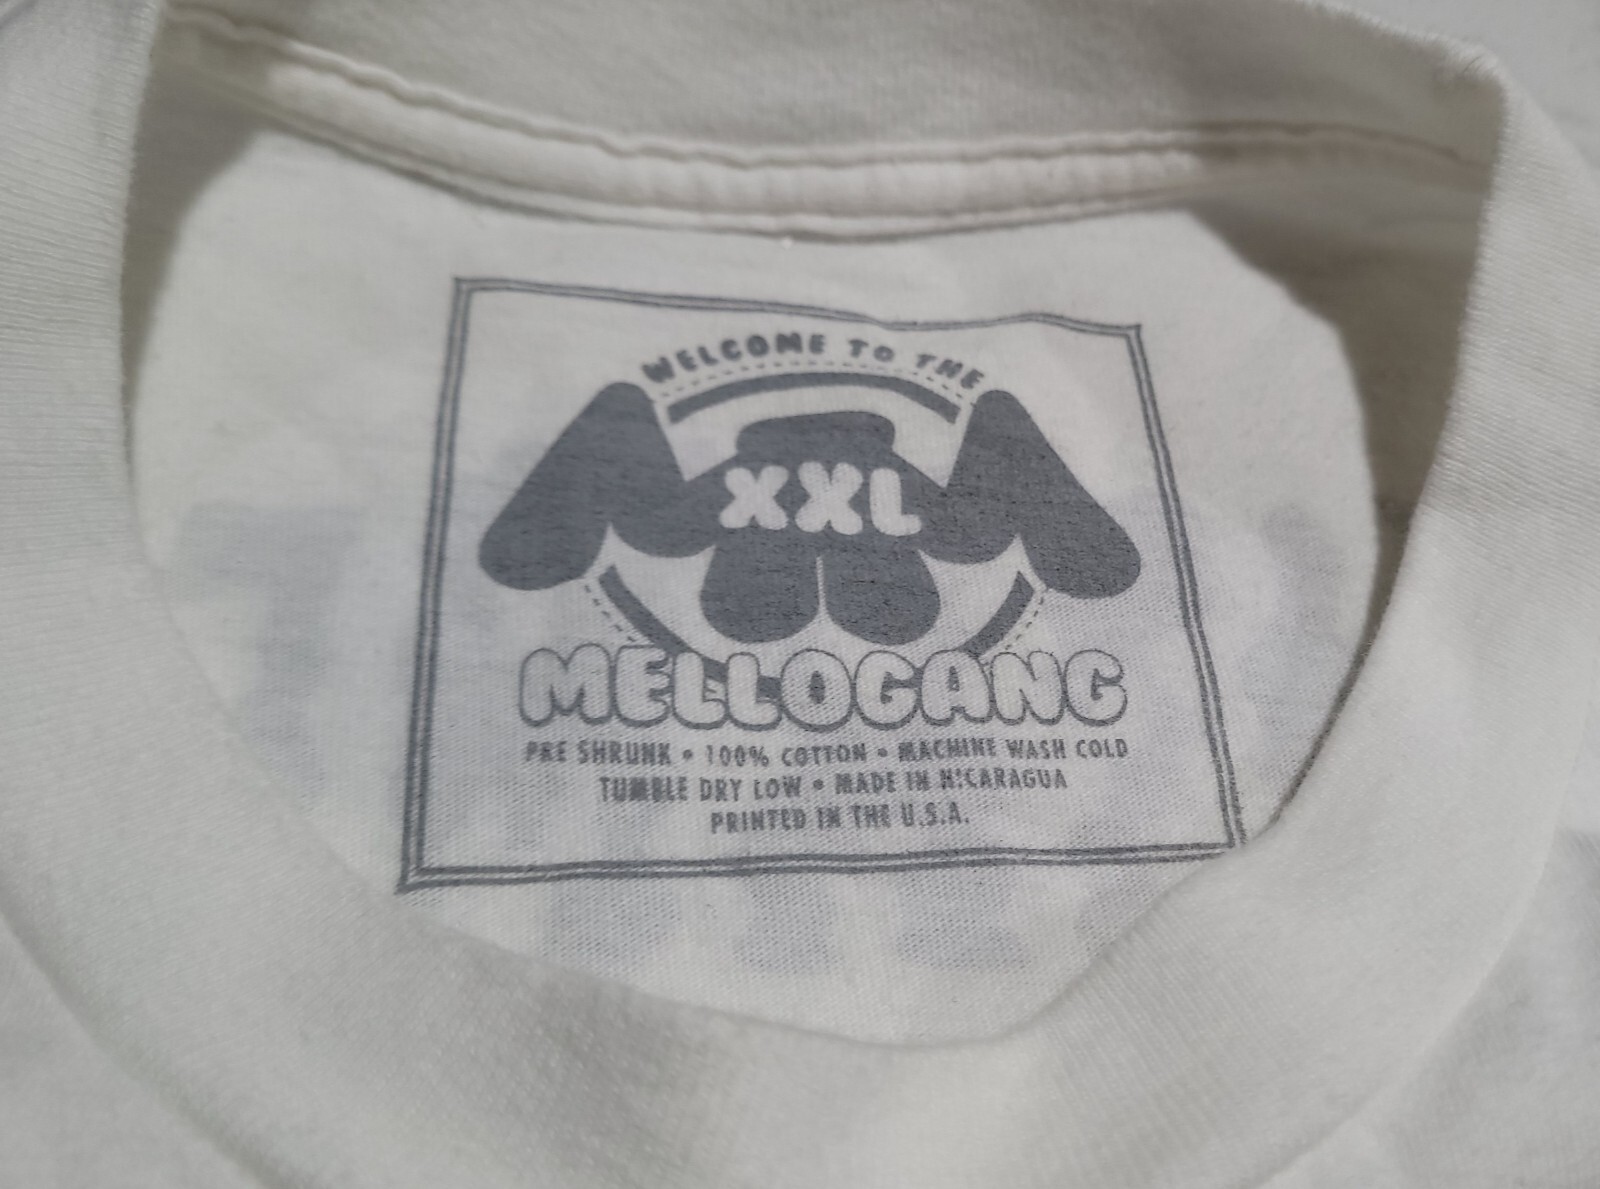 WELCOME TO THE
XXL
MELLOGANG
PRE SHRUNK • 100% COTTON • MACHINE WASH COLD
TUMBLE DRY LOW • MADE IN NICARAGUA
PRINTED IN THE U.S.A.